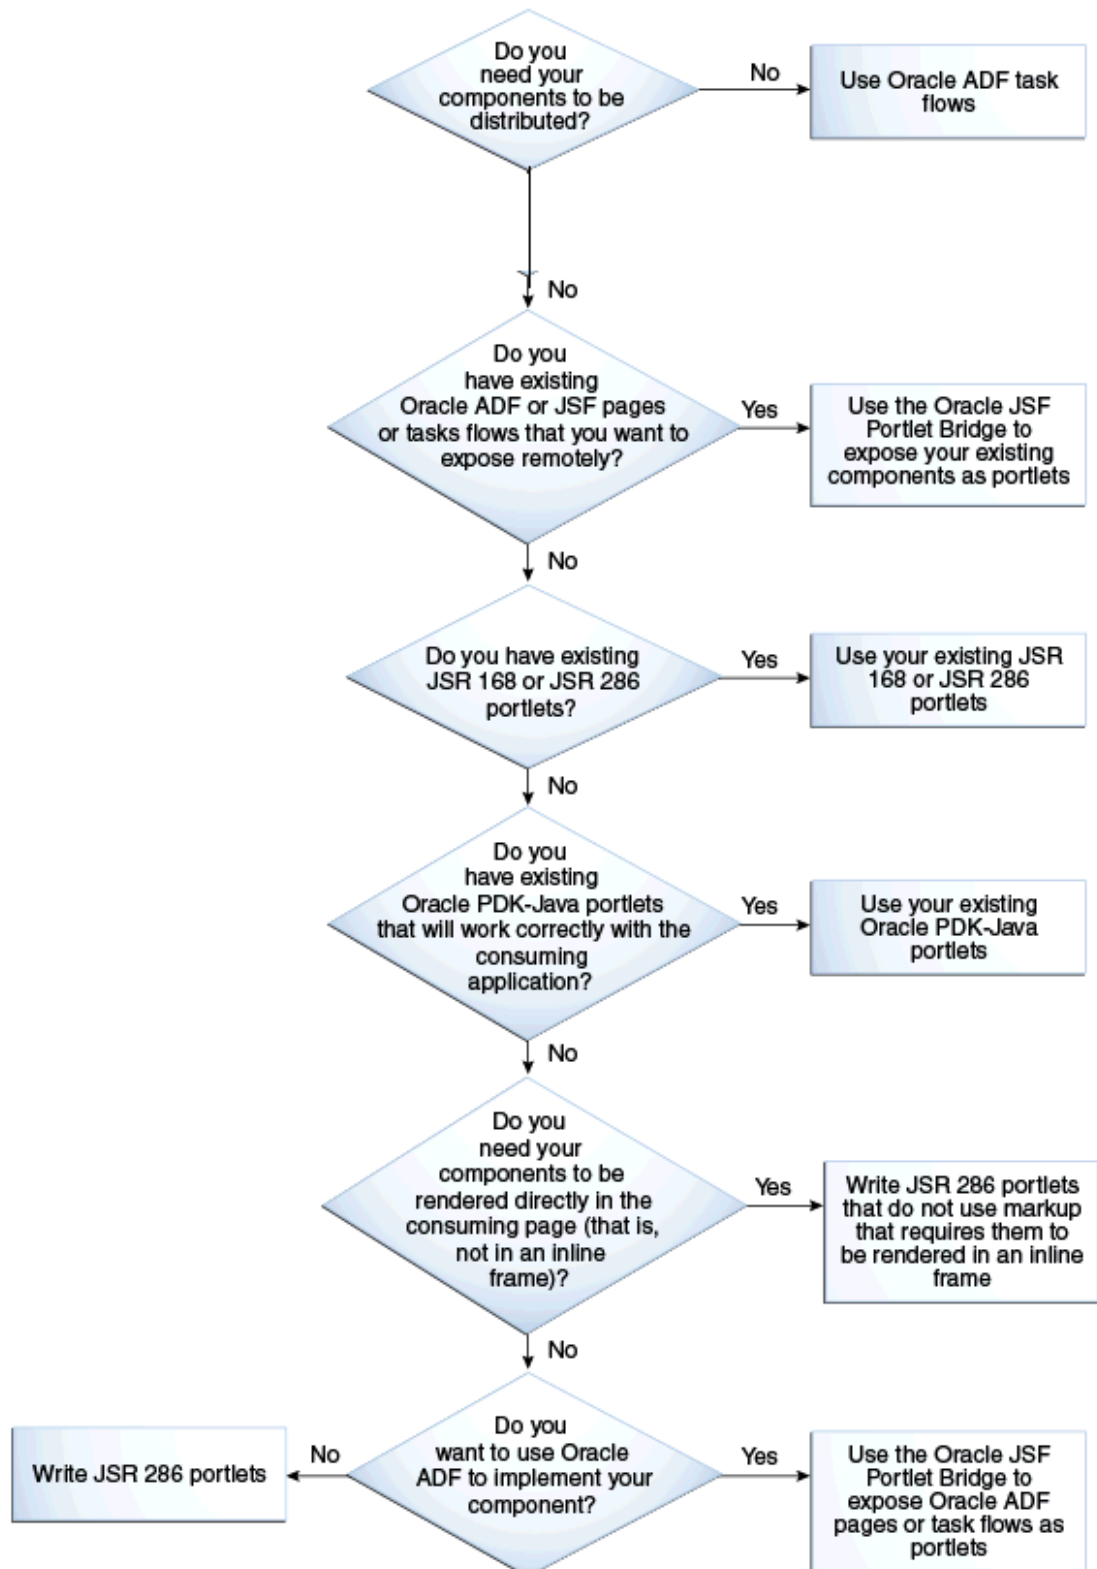 Do you
need your
components to be
distributed?
No
Use Oracle ADF task
flows
No
Do you
have existing
Oracle ADF or JSF pages
or tasks flows that you want to
expose remotely?
Yes
Use the Oracle JSF
Portlet Bridge to
expose your existing
components as portlets
No
Do you have existing
JSR 168 or JSR 286
portlets?
Yes
Use your existing JSR
168 or JSR 286
portlets
No
Do you
have existing
Oracle PDK-Java portlets
that will work correctly with the
consuming
application?
Yes
Use your existing
Oracle PDK-Java
portlets
No
Do you
need your
components to be
rendered directly in the
consuming page (that is,
not in an inline
frame)?
Yes
Write JSR 286 portlets
that do not use markup
that requires them to
be rendered in an inline
frame
No
Do you
want to use Oracle
ADF to implement your
component?
No
Write JSR 286 portlets
Yes
Use the Oracle JSF
Portlet Bridge to
expose Oracle ADF
pages or task flows as
portlets